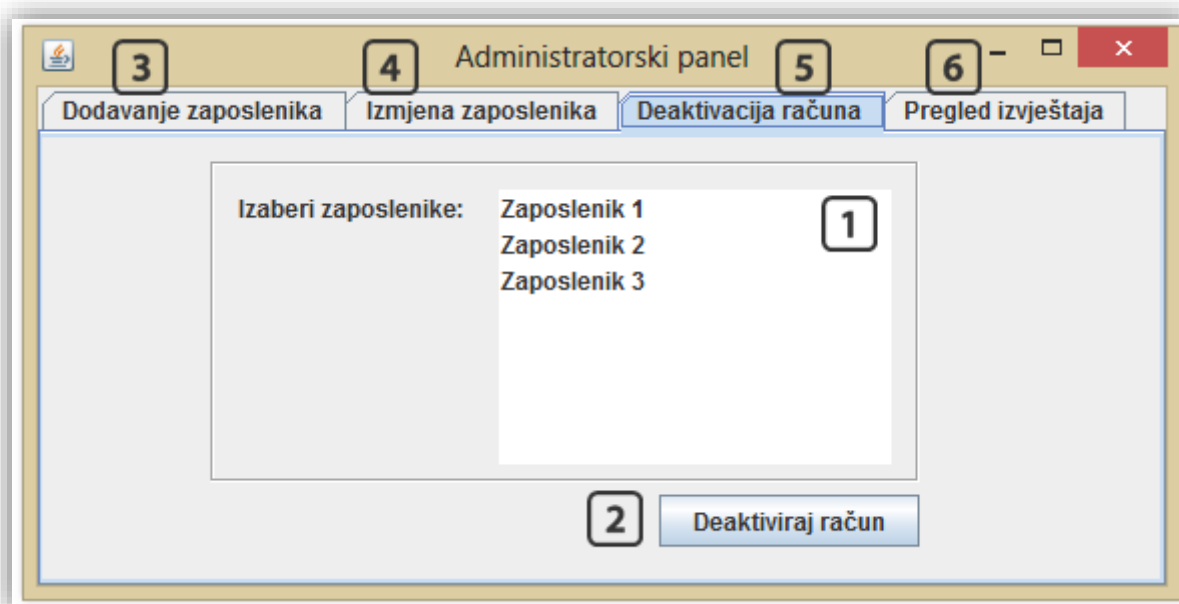 Administratorski panel
3 4 5 6
Dodavanje zaposlenika Izmjena zaposlenika Deaktivacija računa Pregled izvještaja
Izaberi zaposlenike: Zaposlenik 1
1
Zaposlenik 2
Zaposlenik 3
2 Deaktiviraj račun